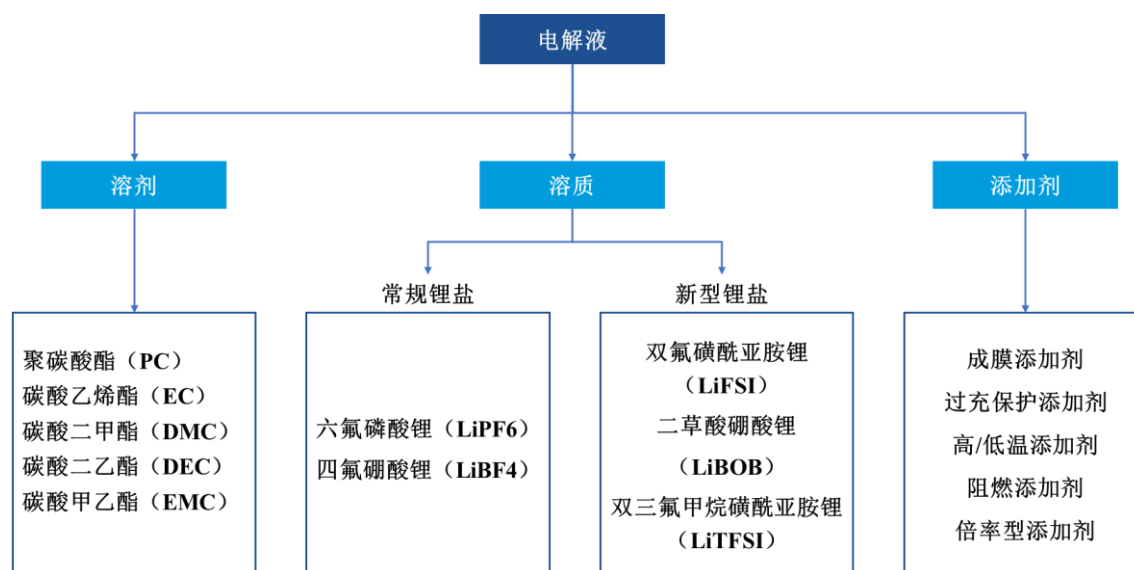 电解液
溶剂
溶质
添加剂
常规锂盐
新型锂盐
聚碳酸酯（PC）
碳酸乙烯酯（EC）
碳酸二甲酯（DMC）
碳酸二乙酯（DEC）
碳酸甲乙酯（EMC）
六氟磷酸锂（LiPF6）
四氟硼酸锂（LiBF4）
双氟磺酰亚胺锂
（LiFSI）
二草酸硼酸锂
（LiBOB）
双三氟甲烷磺酰亚胺锂
（LiTFSI）
成膜添加剂
过充保护添加剂
高/低温添加剂
阻燃添加剂
倍率型添加剂